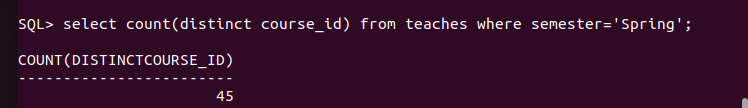 SQL> select count(distinct course_id) from teaches where semester='Spring';
COUNT(DISTINCTCOURSE_ID)
------------------------
45